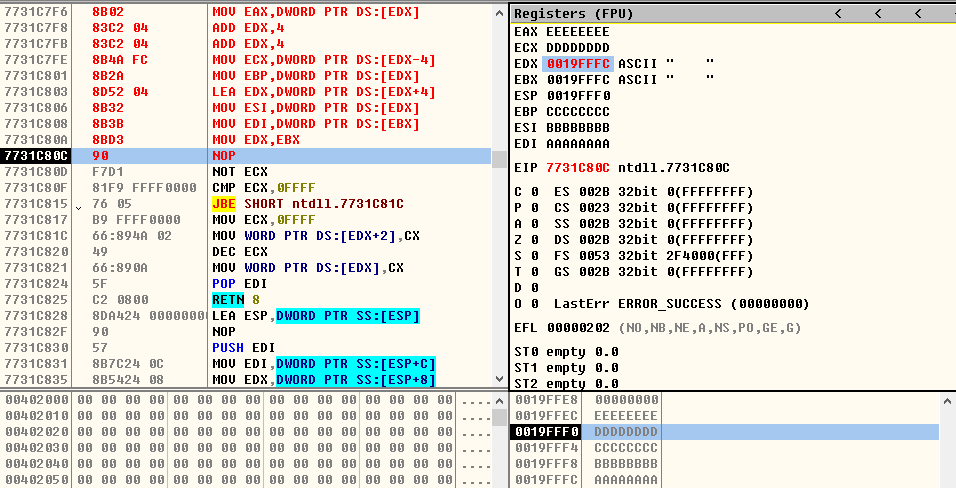 7731C7F6 8B02 MOV EAX,DWORD PTR DS:[EDX]
7731C7F8 83C2 04 ADD EDX,4
7731C7FB 83C2 04 ADD EDX,4
7731C7FE 8B4A FC MOV ECX,DWORD PTR DS:[EDX-4]
7731C801 8B2A MOV EBP,DWORD PTR DS:[EDX]
7731C803 8D52 04 LEA EDX,DWORD PTR DS:[EDX+4]
7731C806 8B32 MOV ESI,DWORD PTR DS:[EDX]
7731C808 8B3B MOV EDI,DWORD PTR DS:[EBX]
7731C80A 8BD3 MOV EDX,EBX
7731C80C 90 NOP
7731C80D F7D1 NOT ECX
7731C80F 81F9 FFFF0000 CMP ECX,0FFFF
7731C815 76 05 JBE SHORT ntdll.7731C81C
7731C817 B9 FFFF0000 MOV ECX,0FFFF
7731C81C 66:894A 02 MOV WORD PTR DS:[EDX+2],CX
7731C820 49 DEC ECX
7731C821 66:890A MOV WORD PTR DS:[EDX],CX
7731C824 5F POP EDI
7731C825 C2 0800 RETN 8
7731C828 8DA424 00000000 LEA ESP,DWORD PTR SS:[ESP]
7731C82F 90 NOP
7731C830 57 PUSH EDI
7731C831 8B7C24 0C MOV EDI,DWORD PTR SS:[ESP+C]
7731C835 8B5424 08 MOV EDX,DWORD PTR SS:[ESP+8]
Registers (FPU) < < <
EAX EEEEEEEE
ECX DDDDDDDD
EDX 0019FFFC ASCII "    "
EBX 0019FFFC ASCII "    "
ESP 0019FFF0
EBP CCCCCCCC
ESI BBBBBBBB
EDI AAAAAAAA
EIP 7731C80C ntdll.7731C80C
C 0 ES 002B 32bit 0(FFFFFFFF)
P 0 CS 0023 32bit 0(FFFFFFFF)
A 0 SS 002B 32bit 0(FFFFFFFF)
Z 0 DS 002B 32bit 0(FFFFFFFF)
S 0 FS 0053 32bit 2F4000(FFF)
T 0 GS 002B 32bit 0(FFFFFFFF)
D 0
O 0 LastErr ERROR_SUCCESS (00000000)
EFL 00000202 (NO,NB,NE,A,NS,PO,GE,G)
ST0 empty 0.0
ST1 empty 0.0
ST2 empty 0.0
00402000 00 00 00 00 00 00 00 00 00 00 00 00 00 00 00 00 ....
00402010 00 00 00 00 00 00 00 00 00 00 00 00 00 00 00 00 ....
00402020 00 00 00 00 00 00 00 00 00 00 00 00 00 00 00 00 ....
00402030 00 00 00 00 00 00 00 00 00 00 00 00 00 00 00 00 ....
00402040 00 00 00 00 00 00 00 00 00 00 00 00 00 00 00 00 ....
00402050 00 00 00 00 00 00 00 00 00 00 00 00 00 00 00 00 ....
0019FFE8 00000000
0019FFEC EEEEEEEE
0019FFF0 DDDDDDDD
0019FFF4 CCCCCCCC
0019FFF8 BBBBBBBB
0019FFFC AAAAAAAA